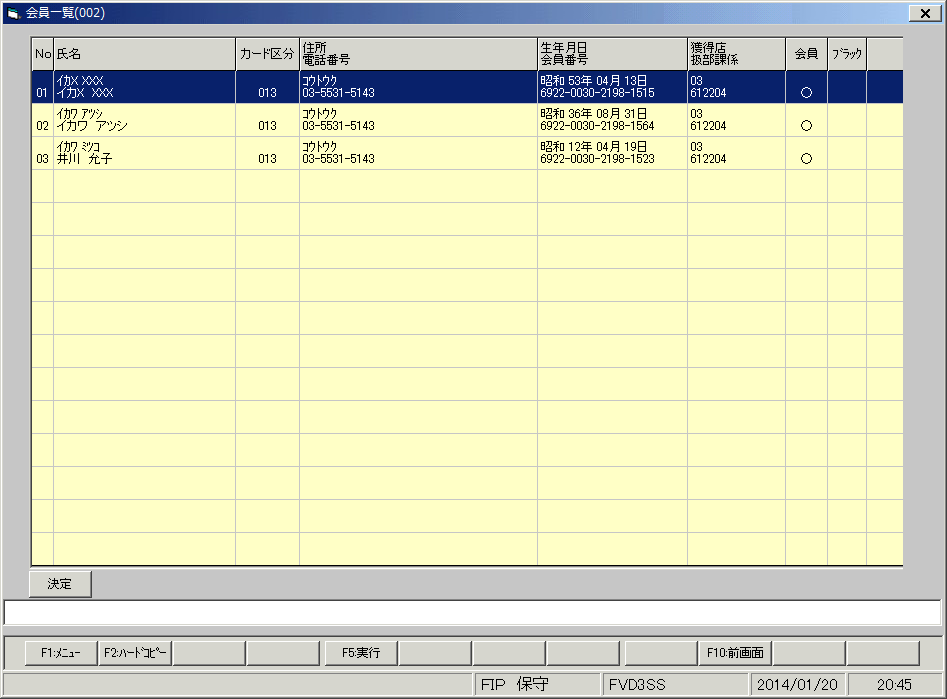 会員一覧(002)
No 氏名 カード区分 住所 生年月日 獲得店 会員 ﾌﾞﾗｯｸ
電話番号 会員番号 扱部課係
ｲｶX XXX ｺｳﾄｳｸ 昭和 53年 04月 13日 03
01 イカX XXX 013 03-5531-5143 6922-0030-2198-1515 612204 ○
ｲｶﾜ ｱﾂｼ ｺｳﾄｳｸ 昭和 36年 08月 31日 03
02 イカワ アツシ 013 03-5531-5143 6922-0030-2198-1564 612204 ○
ｲｶﾜ ﾐﾂｺ ｺｳﾄｳｸ 昭和 12年 04月 19日 03
03 井川 允子 013 03-5531-5143 6922-0030-2198-1523 612204 ○
決定
F1:ﾒﾆｭｰ F2:ﾊｰﾄﾞｺﾋﾟｰ F5:実行 F10:前画面
FIP 保守 FVD3SS 2014/01/20 20:45